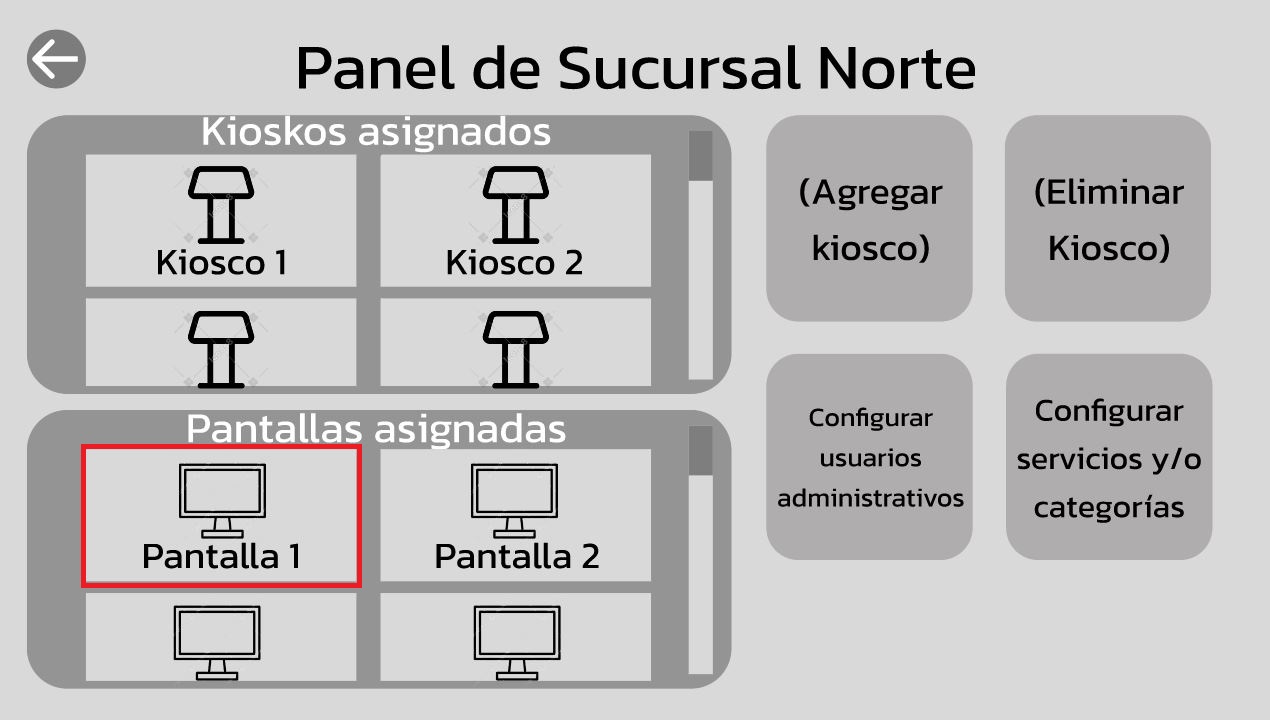 Panel de Sucursal Norte
Kioskos asignados
Kiosco 1
Kiosco 2
Pantallas asignadas
Pantalla 1
Pantalla 2
(Agregar
kiosco)
(Eliminar
Kiosco)
Configurar
usuarios
administrativos
Configurar
servicios y/o
categorías